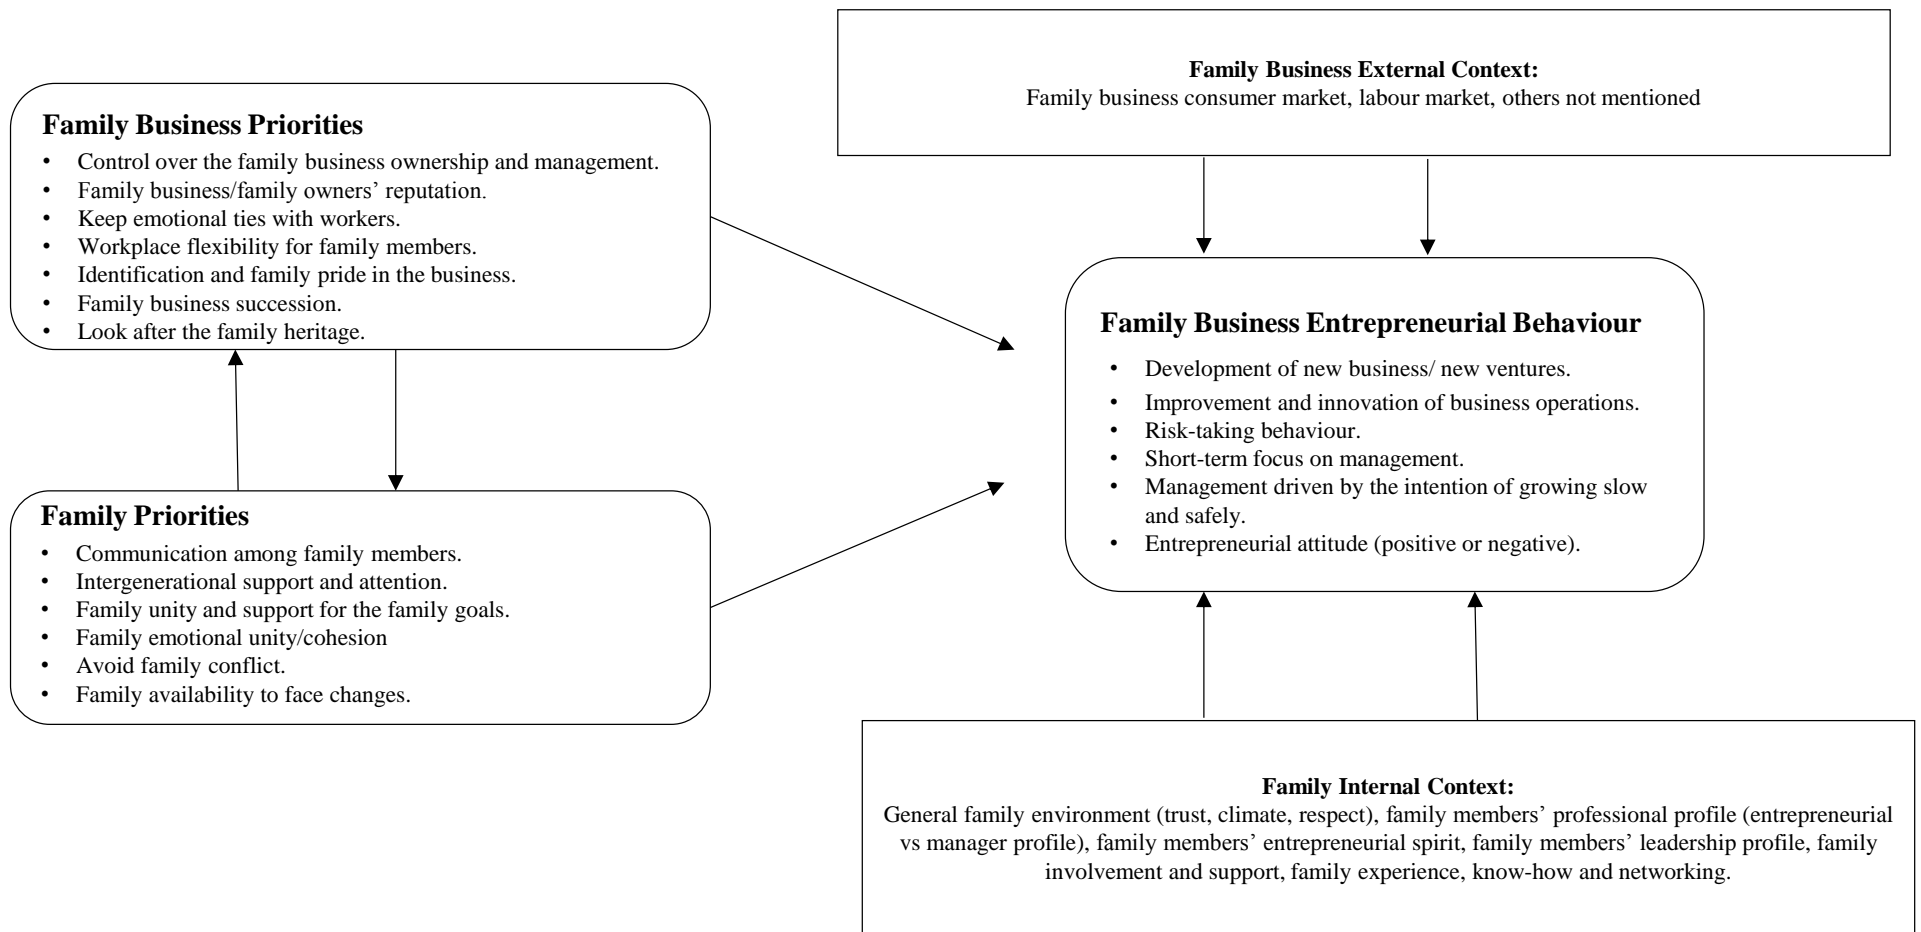 Family Business External Context:
Family business consumer market, labour market, others not mentioned
Family Business Priorities
• Control over the family business ownership and management.
• Family business/family owners’ reputation.
• Keep emotional ties with workers.
• Workplace flexibility for family members.
• Identification and family pride in the business.
• Family business succession.
• Look after the family heritage.
Family Business Entrepreneurial Behaviour
• Development of new business/ new ventures.
• Improvement and innovation of business operations.
• Risk-taking behaviour.
• Short-term focus on management.
• Management driven by the intention of growing slow
and safely.
• Entrepreneurial attitude (positive or negative).
Family Priorities
• Communication among family members.
• Intergenerational support and attention.
• Family unity and support for the family goals.
• Family emotional unity/cohesion
• Avoid family conflict.
• Family availability to face changes.
Family Internal Context:
General family environment (trust, climate, respect), family members’ professional profile (entrepreneurial
vs manager profile), family members’ entrepreneurial spirit, family members’ leadership profile, family
involvement and support, family experience, know-how and networking.